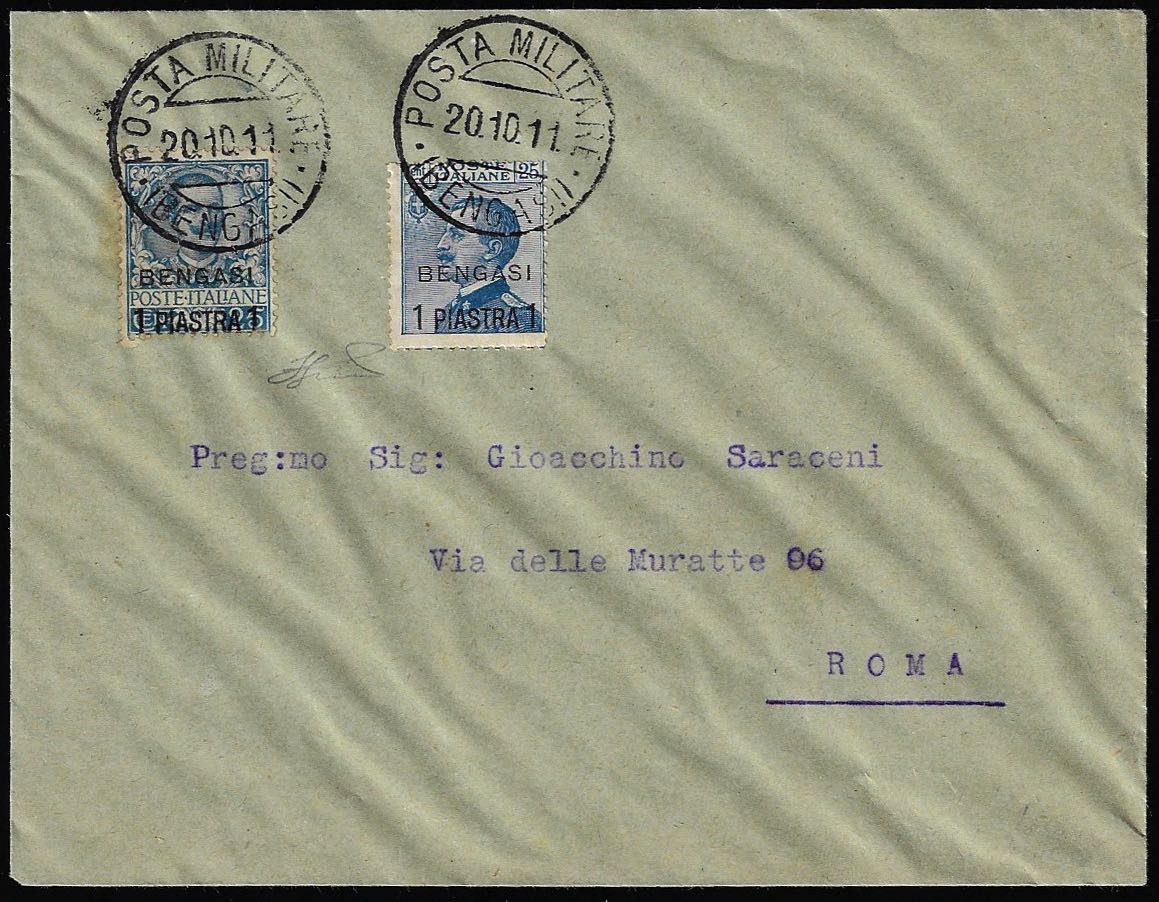 POSTA MILITARE
20.10.11.
(BENGASI)
BENGASI
POSTE·ITALIANE
1 PIASTRA 1
POSTA MILITARE
20.10.11.
(BENGASI)
POSTE 25
ITALIANE
BENGASI
1 PIASTRA 1
Preg:mo Sig: Gioacchino Saraceni
Via delle Muratte 96
ROMA